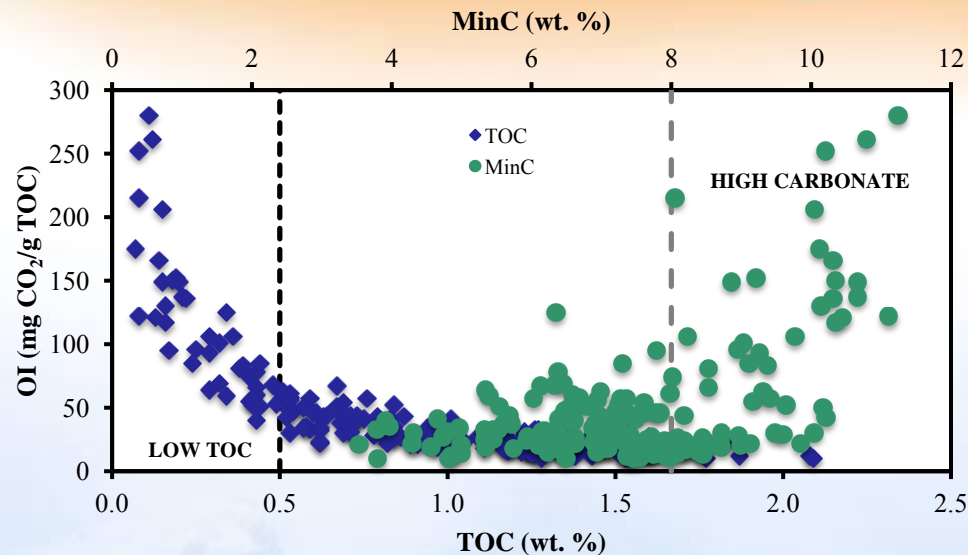 MinC (wt. %)
0 2 4 6 8 10 12
300
250
200
150
100
50
0
OI (mg CO₂/g TOC)
TOC
MinC
HIGH CARBONATE
LOW TOC
0.0 0.5 1.0 1.5 2.0 2.5
TOC (wt. %)